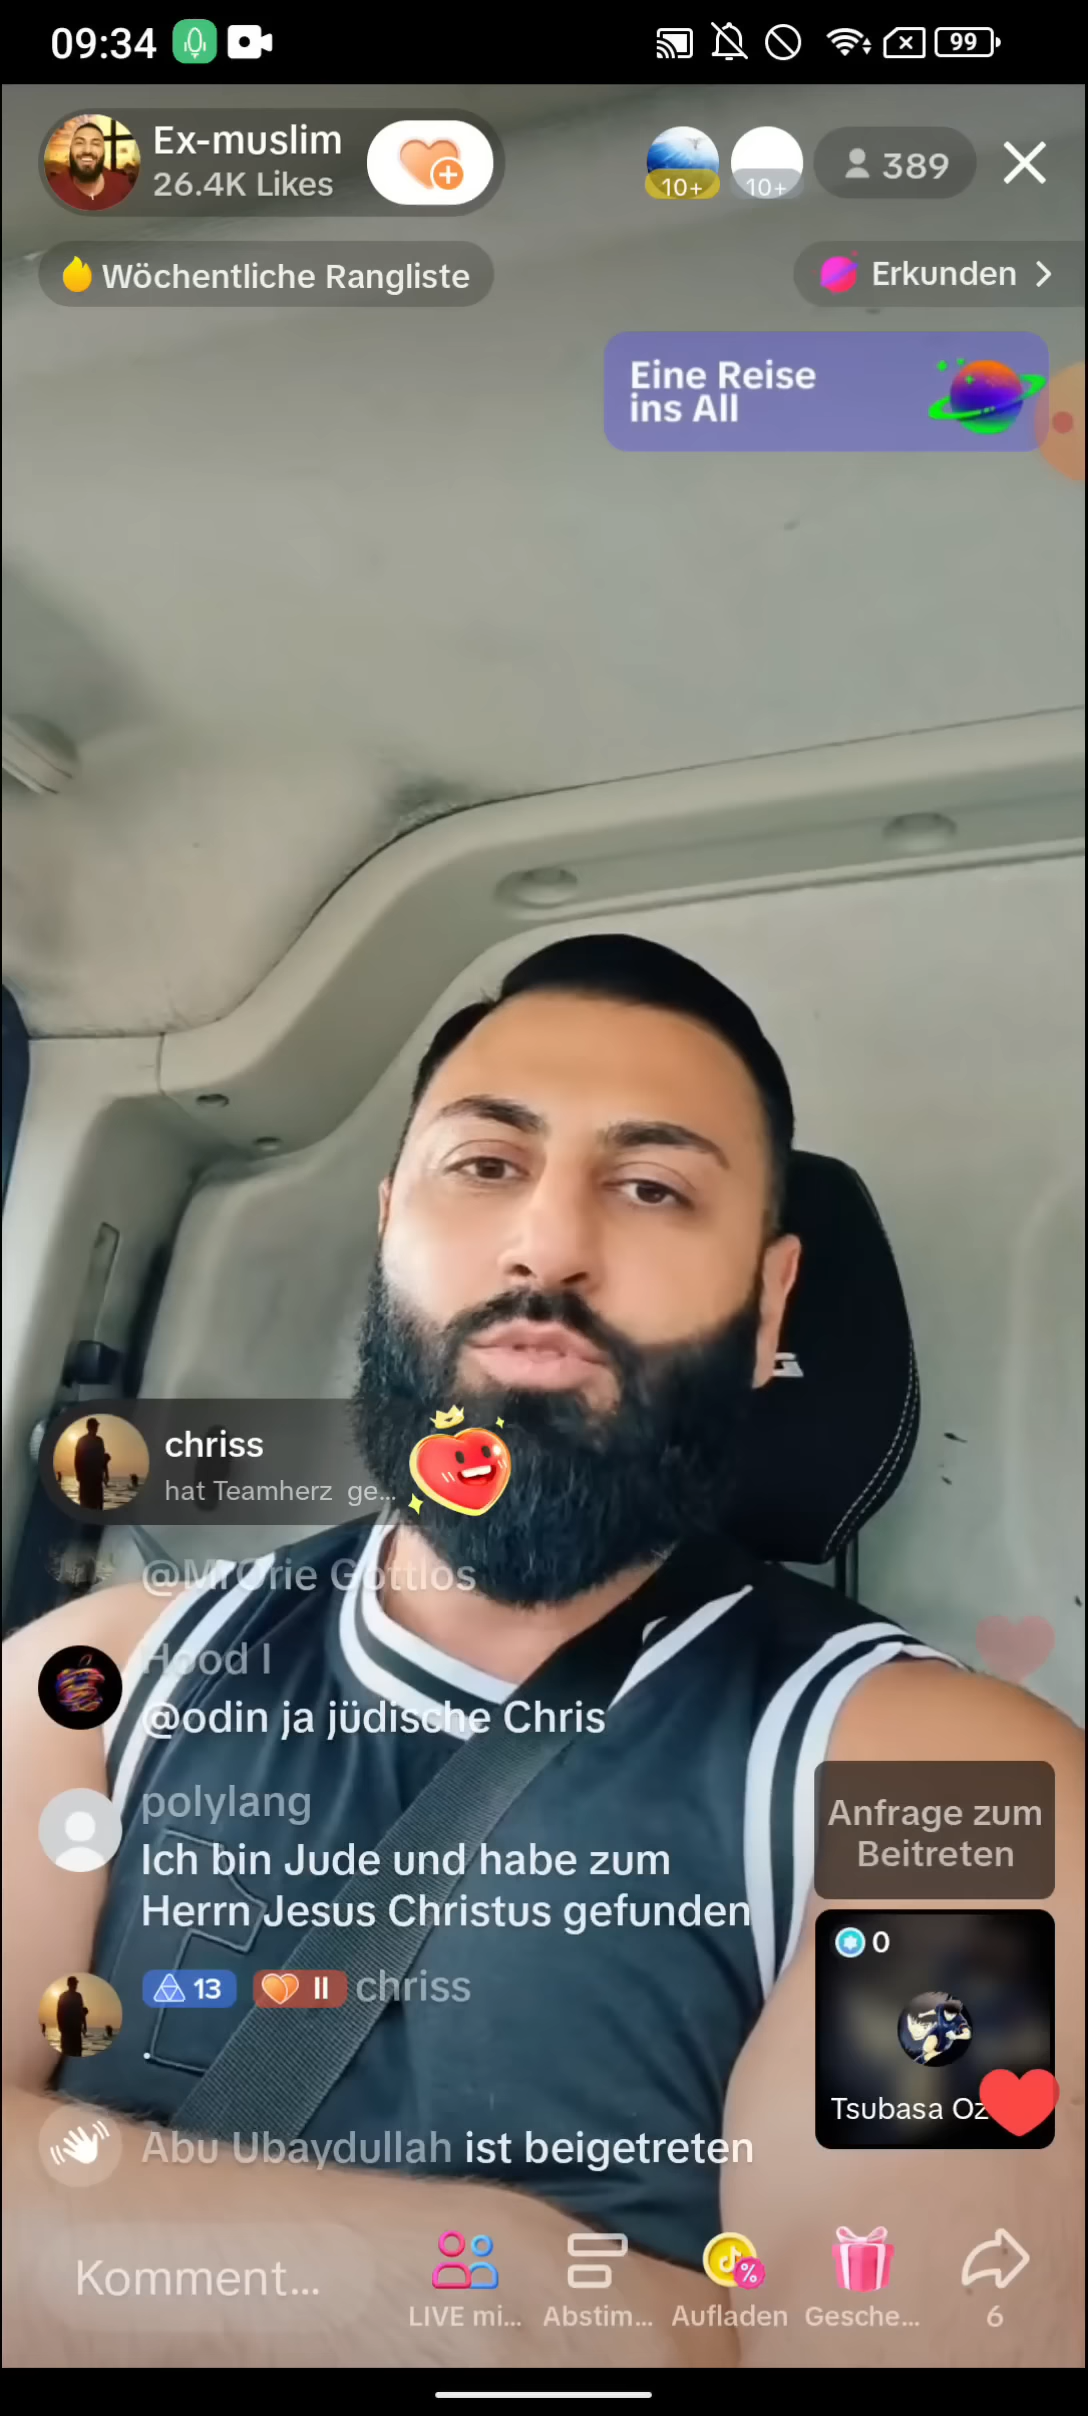 09:34
99
Ex-muslim
26.4K Likes
10+
10+
389
Wöchentliche Rangliste
Erkunden
Eine Reise
ins All
chriss
hat Teamherz ge...
@MrOrie Gottlos
Hood I
@odin ja jüdische Chris
polylang
Ich bin Jude und habe zum
Herrn Jesus Christus gefunden
13 II chriss
.
Abu Ubaydullah ist beigetreten
Anfrage zum
Beitreten
0
Tsubasa Oz
Komment...
LIVE mi...
Abstim...
Aufladen
Gesche...
6